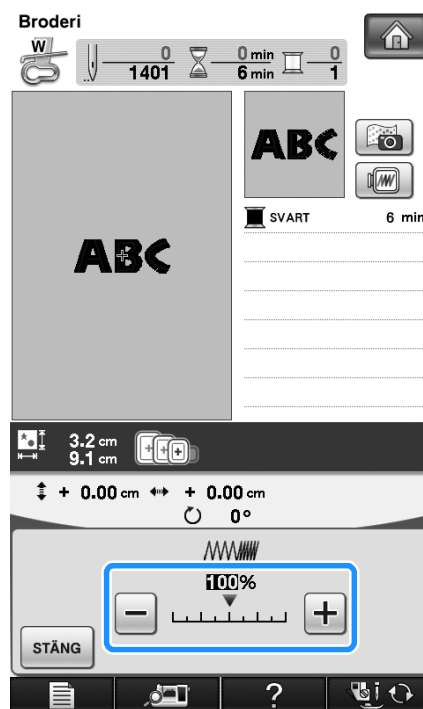 Broderi
W
0 0 min 0
1401 6 min 1
ABC
ABC
SVART 6 min
3.2 cm
9.1 cm
+ 0.00 cm + 0.00 cm
0°
100%
− +
STÄNG
?